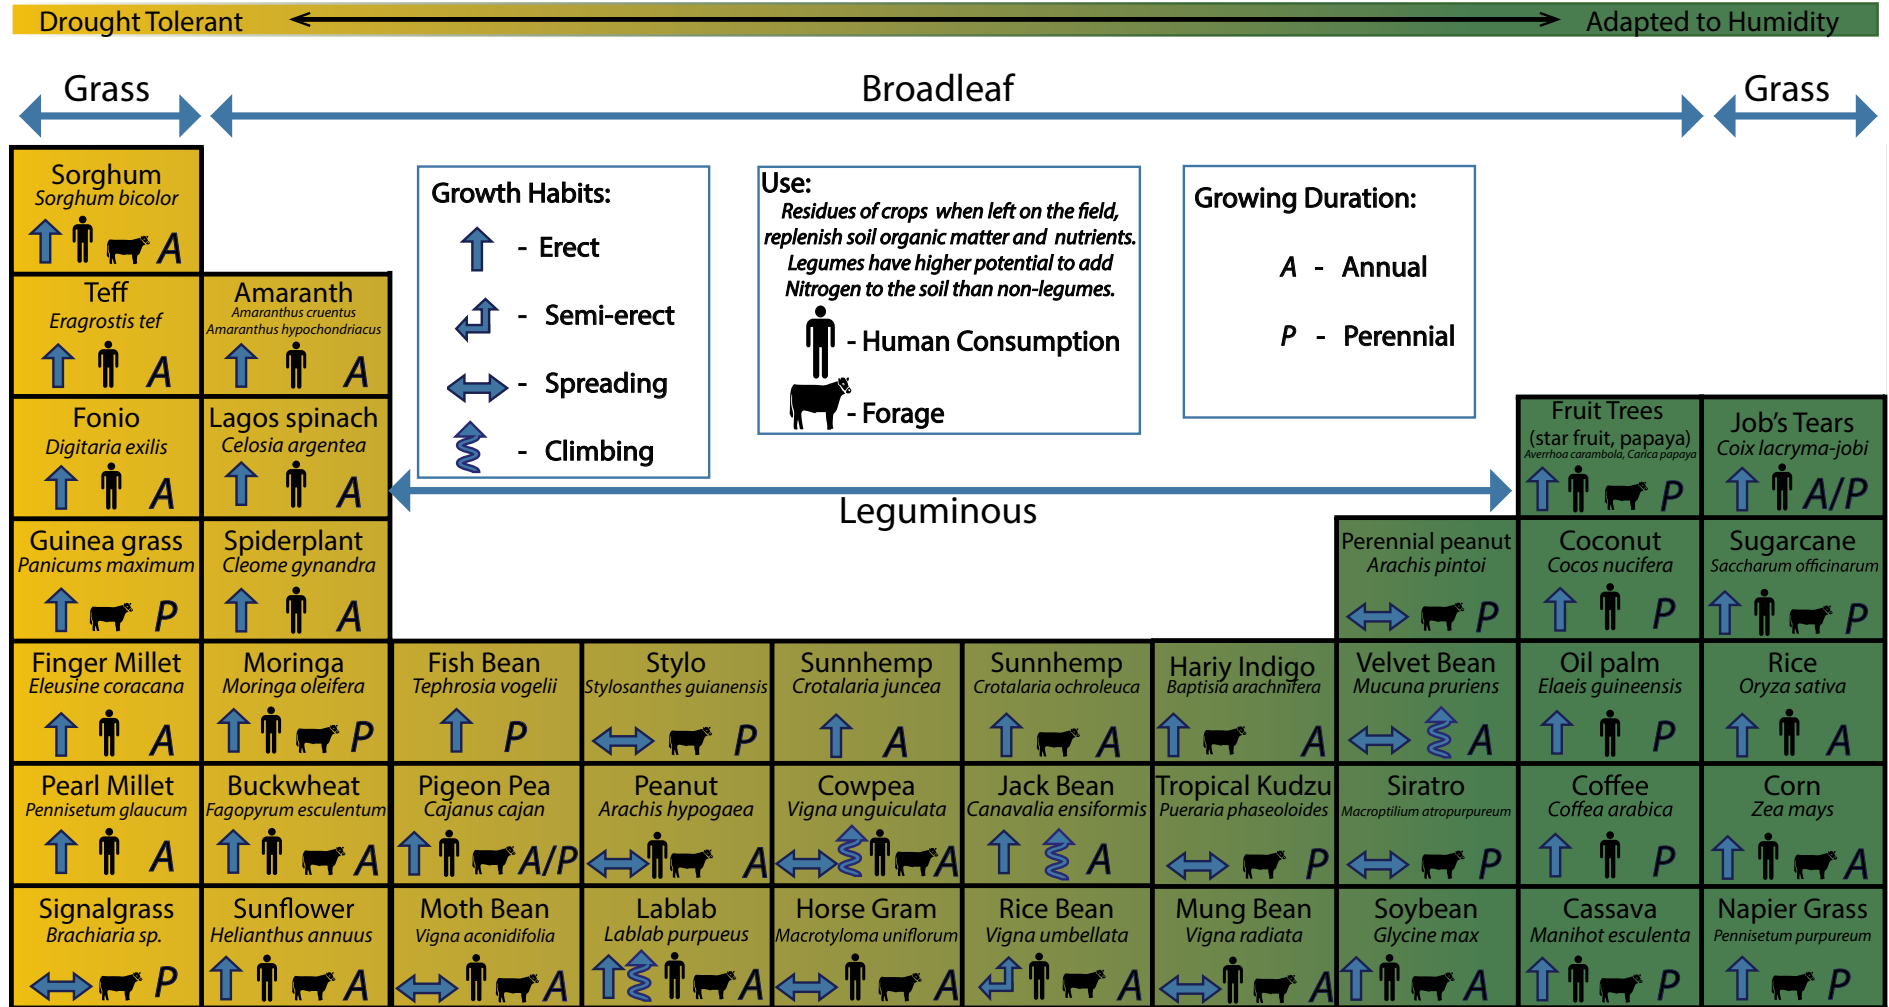 Drought Tolerant
Adapted to Humidity
Grass
Broadleaf
Grass
Growth Habits:
- Erect
- Semi-erect
- Spreading
- Climbing
Use:
Residues of crops when left on the field,
replenish soil organic matter and nutrients.
Legumes have higher potential to add
Nitrogen to the soil than non-legumes.
- Human Consumption
- Forage
Growing Duration:
A - Annual
P - Perennial
Leguminous
Sorghum
Sorghum bicolor
A
Teff
Eragrostis tef
A
Amaranth
Amaranthus cruentus
Amaranthus hypochondriacus
A
Fonio
Digitaria exilis
A
Lagos spinach
Celosia argentea
A
Fruit Trees
(star fruit, papaya)
Averrhoa carambola, Carica papaya
P
Job's Tears
Coix lacryma-jobi
A/P
Guinea grass
Panicums maximum
P
Spiderplant
Cleome gynandra
A
Perennial peanut
Arachis pintoi
P
Coconut
Cocos nucifera
P
Sugarcane
Saccharum officinarum
P
Finger Millet
Eleusine coracana
A
Moringa
Moringa oleifera
P
Fish Bean
Tephrosia vogelii
P
Stylo
Stylosanthes guianensis
P
Sunnhemp
Crotalaria juncea
A
Sunnhemp
Crotalaria ochroleuca
A
Hariy Indigo
Baptisia arachnifera
A
Velvet Bean
Mucuna pruriens
A
Oil palm
Elaeis guineensis
P
Rice
Oryza sativa
A
Pearl Millet
Pennisetum glaucum
A
Buckwheat
Fagopyrum esculentum
A
Pigeon Pea
Cajanus cajan
A/P
Peanut
Arachis hypogaea
A
Cowpea
Vigna unguiculata
A
Jack Bean
Canavalia ensiformis
A
Tropical Kudzu
Pueraria phaseoloides
P
Siratro
Macroptilium atropurpureum
P
Coffee
Coffea arabica
P
Corn
Zea mays
A
Signalgrass
Brachiaria sp.
P
Sunflower
Helianthus annuus
A
Moth Bean
Vigna aconidifolia
A
Lablab
Lablab purpueus
A
Horse Gram
Macrotyloma uniflorum
A
Rice Bean
Vigna umbellata
A
Mung Bean
Vigna radiata
A
Soybean
Glycine max
A
Cassava
Manihot esculenta
P
Napier Grass
Pennisetum purpureum
P